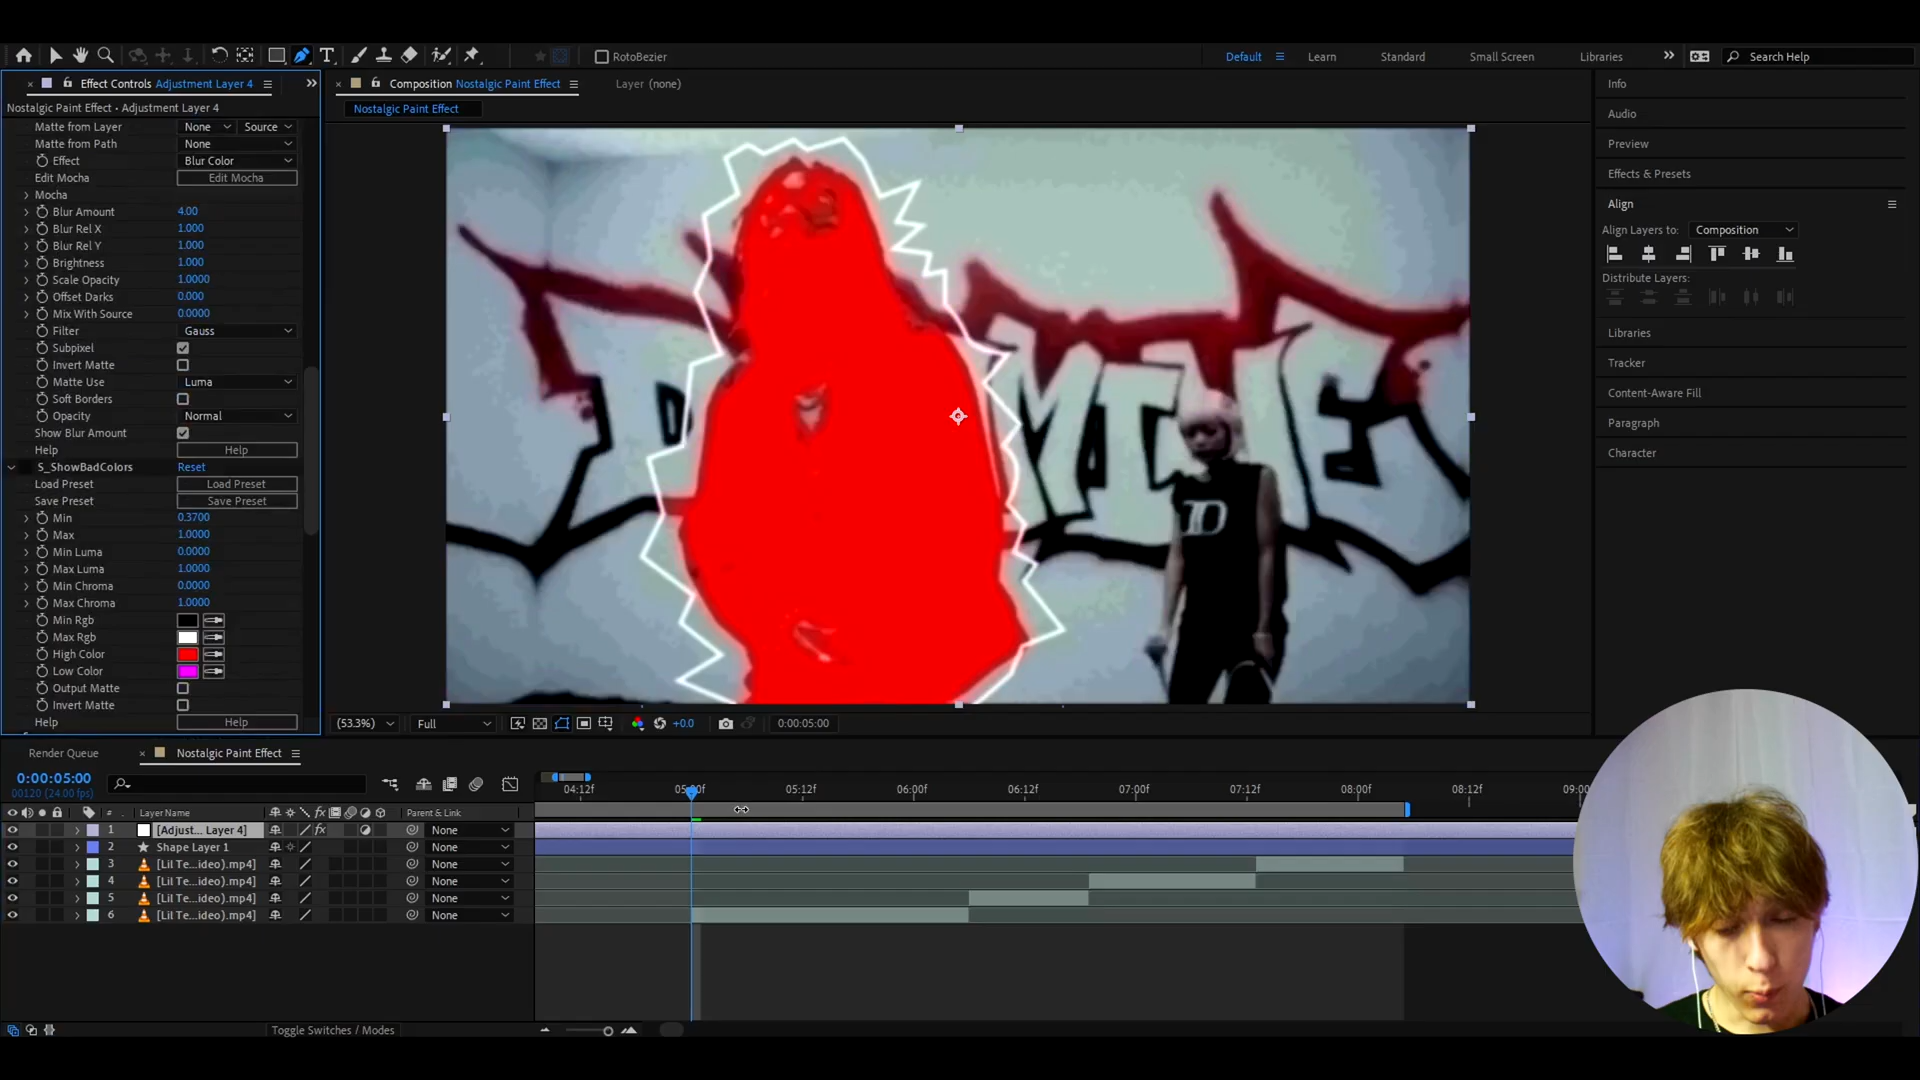 RotoBezier
Default
Learn
Standard
Small Screen
Libraries
Search Help
Effect Controls Adjustment Layer 4
Nostalgic Paint Effect • Adjustment Layer 4
Matte from Layer None Source
Matte from Path None
Effect Blur Color
Edit Mocha Edit Mocha
Mocha
Blur Amount 4.00
Blur Rel X 1.000
Blur Rel Y 1.000
Brightness 1.000
Scale Opacity 1.0000
Offset Darks 0.000
Mix With Source 0.0000
Filter Gauss
Subpixel
Invert Matte
Matte Use Luma
Soft Borders
Opacity Normal
Show Blur Amount
Help Help
S_ShowBadColors Reset
Load Preset Load Preset
Save Preset Save Preset
Min 0.3700
Max 1.0000
Min Luma 0.0000
Max Luma 1.0000
Min Chroma 0.0000
Max Chroma 1.0000
Min Rgb
Max Rgb
High Color
Low Color
Output Matte
Invert Matte
Help Help
Composition Nostalgic Paint Effect
Layer (none)
Nostalgic Paint Effect
D
MINE
D
(53.3%) Full +0.0 0:00:05:00
Info
Audio
Preview
Effects & Presets
Align
Align Layers to: Composition
Distribute Layers:
Libraries
Tracker
Content-Aware Fill
Paragraph
Character
Render Queue
Nostalgic Paint Effect
0:00:05:00
00120 (24.00 fps)
04:12f 05:00f 05:12f 06:00f 06:12f 07:00f 07:12f 08:00f 08:12f 09:00
# Layer Name fx Parent & Link
1 [Adjust... Layer 4] fx None
2 Shape Layer 1 None
3 [Lil Te...ideo).mp4] None
4 [Lil Te...ideo).mp4] None
5 [Lil Te...ideo).mp4] None
6 [Lil Te...ideo).mp4] None
Toggle Switches / Modes